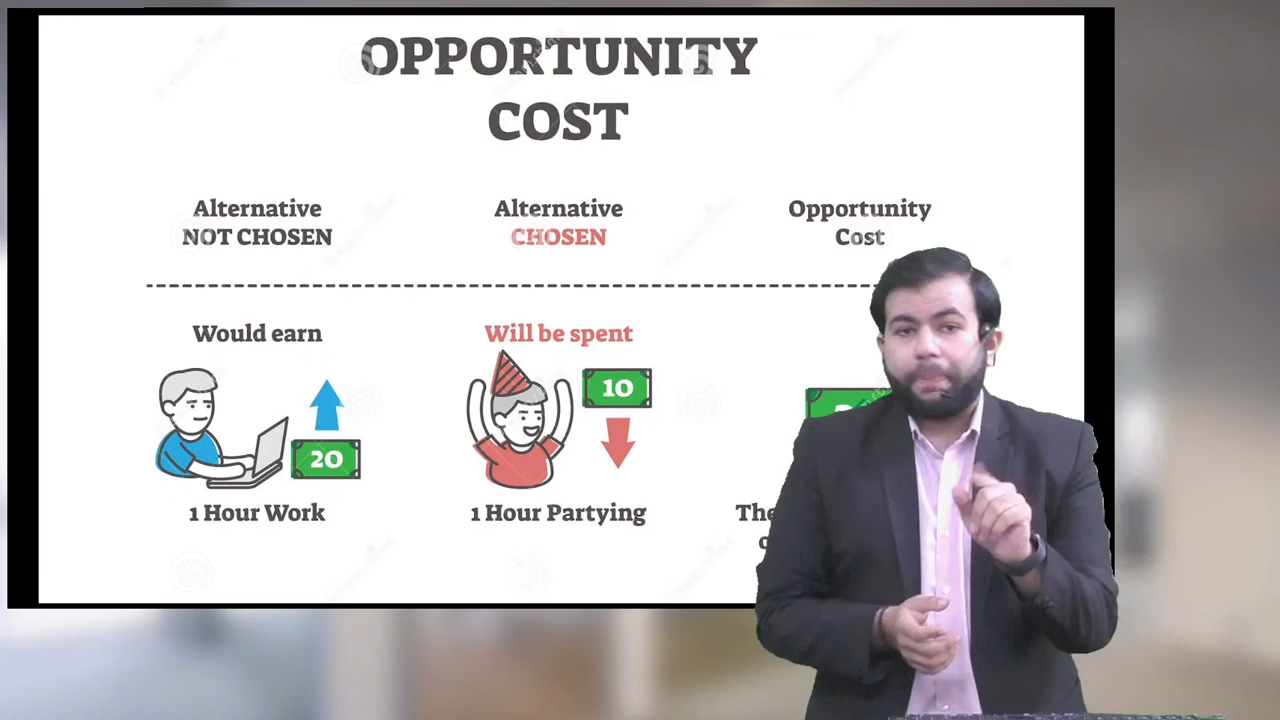 OPPORTUNITY
COST
Alternative
NOT CHOSEN
Alternative
CHOSEN
Opportunity
Cost
Would earn
20
1 Hour Work
Will be spent
10
1 Hour Partying
The